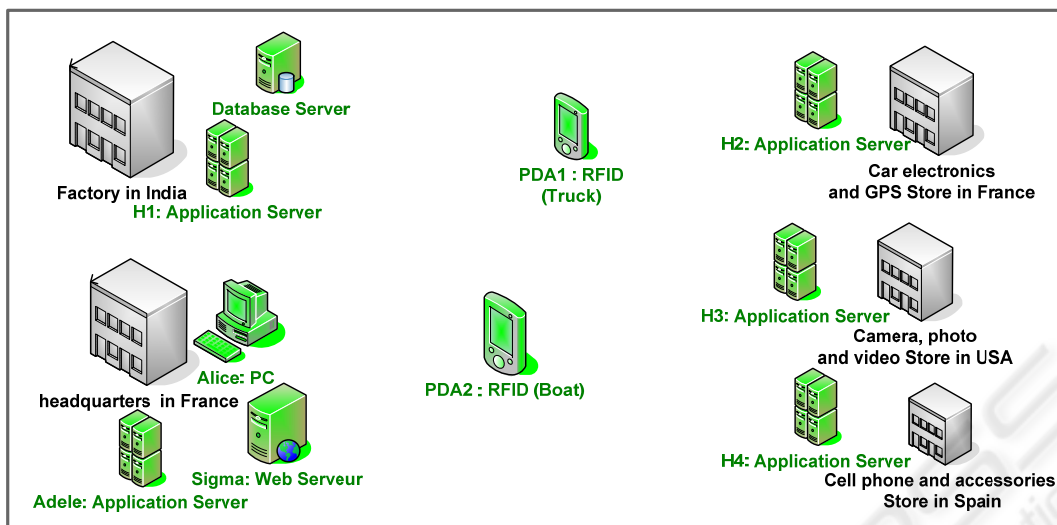 Database Server
Factory in India
H1: Application Server
PDA1 : RFID
(Truck)
H2: Application Server
Car electronics
and GPS Store in France
H3: Application Server
Camera, photo
and video Store in USA
Alice: PC
headquarters in France
PDA2 : RFID (Boat)
Sigma: Web Serveur
Adele: Application Server
H4: Application Server
Cell phone and accessories
Store in Spain